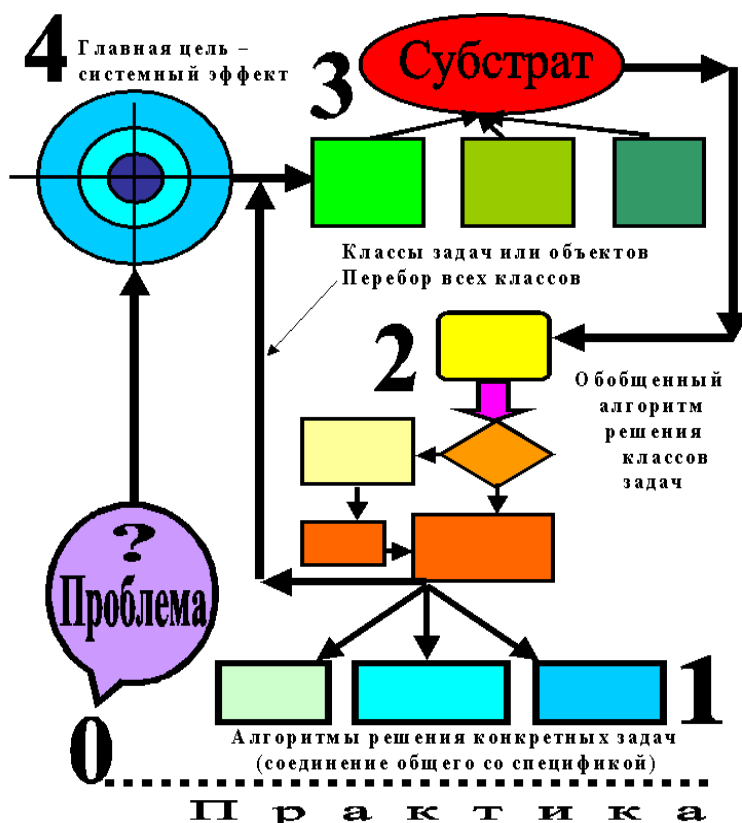 4
Главная цель –
системный эффект
3
Субстрат
Классы задач или объектов
Перебор всех классов
2
Обобщенный
алгоритм
решения
классов
задач
?
Проблема
1
0
Алгоритмы решения конкретных задач
(соединение общего со спецификой)
Практика